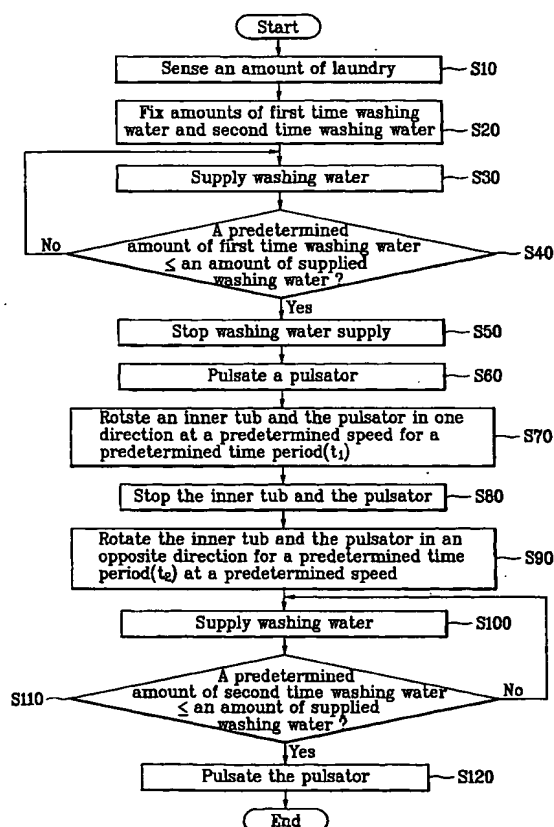 Start
Sense an amount of laundry
S10
Fix amounts of first time washing
water and second time washing water
S20
Supply washing water
S30
A predetermined
amount of first time washing water
≤ an amount of supplied
washing water ?
No
S40
Yes
Stop washing water supply
S50
Pulsate a pulsator
S60
Rotste an inner tub and the pulsator in one
direction at a predetermined speed for a
predetermined time period(t1)
S70
Stop the inner tub and the pulsator
S80
Rotate the inner tub and the pulsator in an
opposite direction for a predetermined time
period(t2) at a predetermined speed
S90
Supply washing water
S100
A predetermined
amount of second time washing water
≤ an amount of supplied
washing water ?
S110
No
Yes
Pulsate the pulsator
S120
End